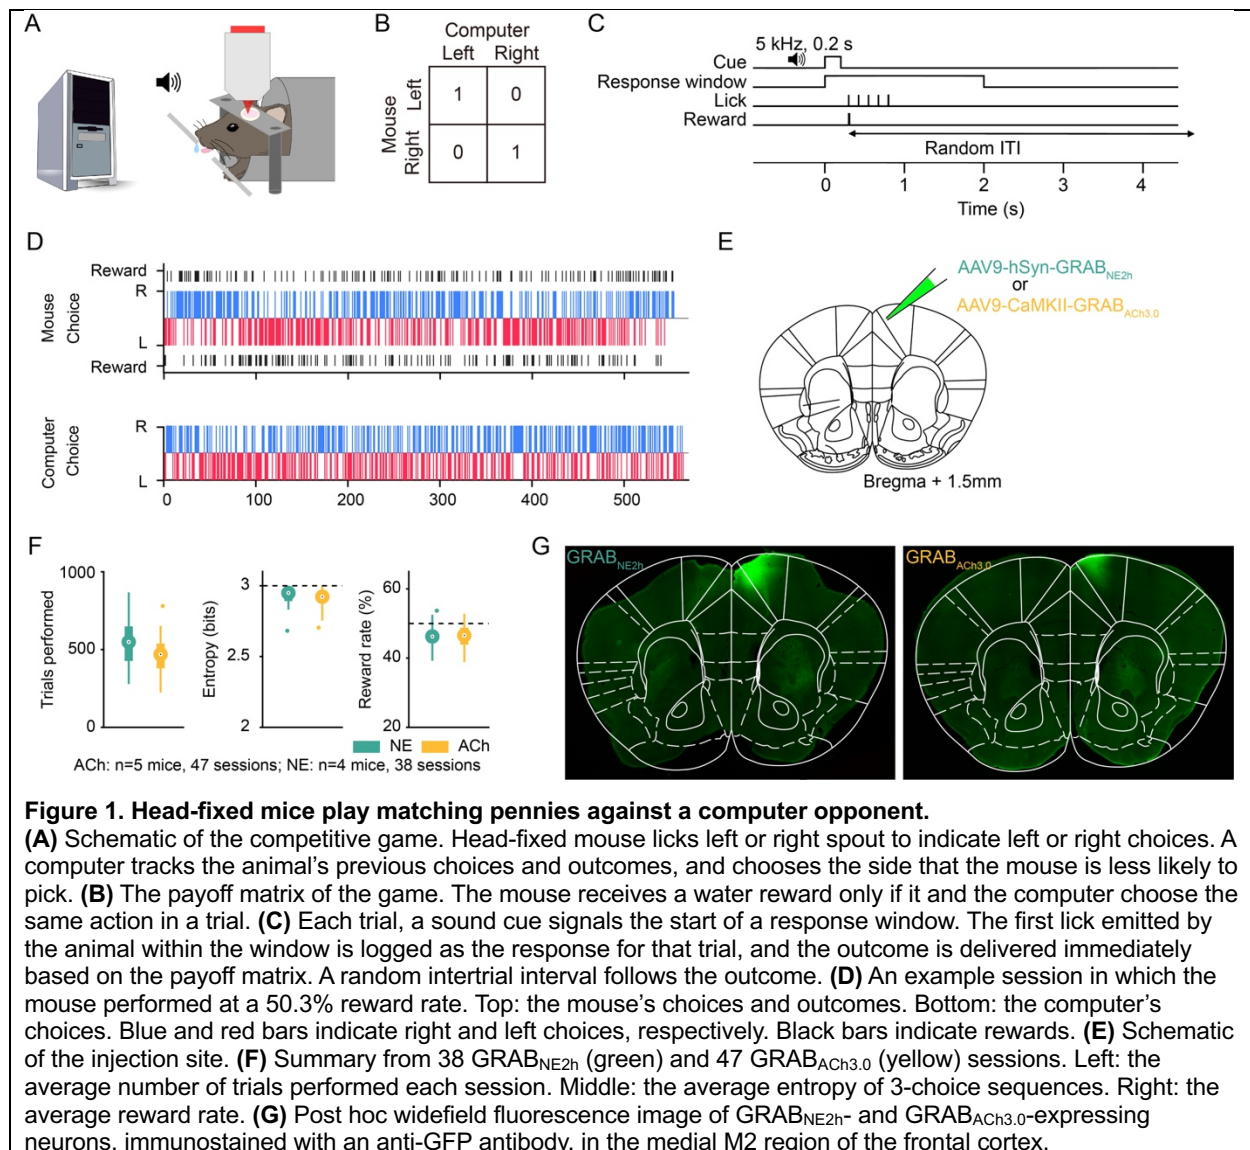 A
B
Computer
Left Right
Mouse
Left
Right
1 0
0 1
C
5 kHz, 0.2 s
Cue
Response window
Lick
Reward
Random ITI
0 1 2 3 4
Time (s)
D
Reward
R
Mouse
Choice
L
Reward
0 100 200 300 400 500
Computer
Choice
R
L
0 100 200 300 400 500
E
AAV9-hSyn-GRABNE2h
or
AAV9-CaMKII-GRABACh3.0
Bregma + 1.5mm
F
Trials performed
1000
500
0
Entropy (bits)
3
2.5
2
Reward rate (%)
60
40
20
NE ACh
ACh: n=5 mice, 47 sessions; NE: n=4 mice, 38 sessions
G
GRABNE2h
GRABACh3.0
Figure 1. Head-fixed mice play matching pennies against a computer opponent.
(A) Schematic of the competitive game. Head-fixed mouse licks left or right spout to indicate left or right choices. A
computer tracks the animal's previous choices and outcomes, and chooses the side that the mouse is less likely to
pick. (B) The payoff matrix of the game. The mouse receives a water reward only if it and the computer choose the
same action in a trial. (C) Each trial, a sound cue signals the start of a response window. The first lick emitted by
the animal within the window is logged as the response for that trial, and the outcome is delivered immediately
based on the payoff matrix. A random intertrial interval follows the outcome. (D) An example session in which the
mouse performed at a 50.3% reward rate. Top: the mouse's choices and outcomes. Bottom: the computer's
choices. Blue and red bars indicate right and left choices, respectively. Black bars indicate rewards. (E) Schematic
of the injection site. (F) Summary from 38 GRABNE2h (green) and 47 GRABACh3.0 (yellow) sessions. Left: the
average number of trials performed each session. Middle: the average entropy of 3-choice sequences. Right: the
average reward rate. (G) Post hoc widefield fluorescence image of GRABNE2h- and GRABACh3.0-expressing
neurons, immunostained with an anti-GFP antibody, in the medial M2 region of the frontal cortex.